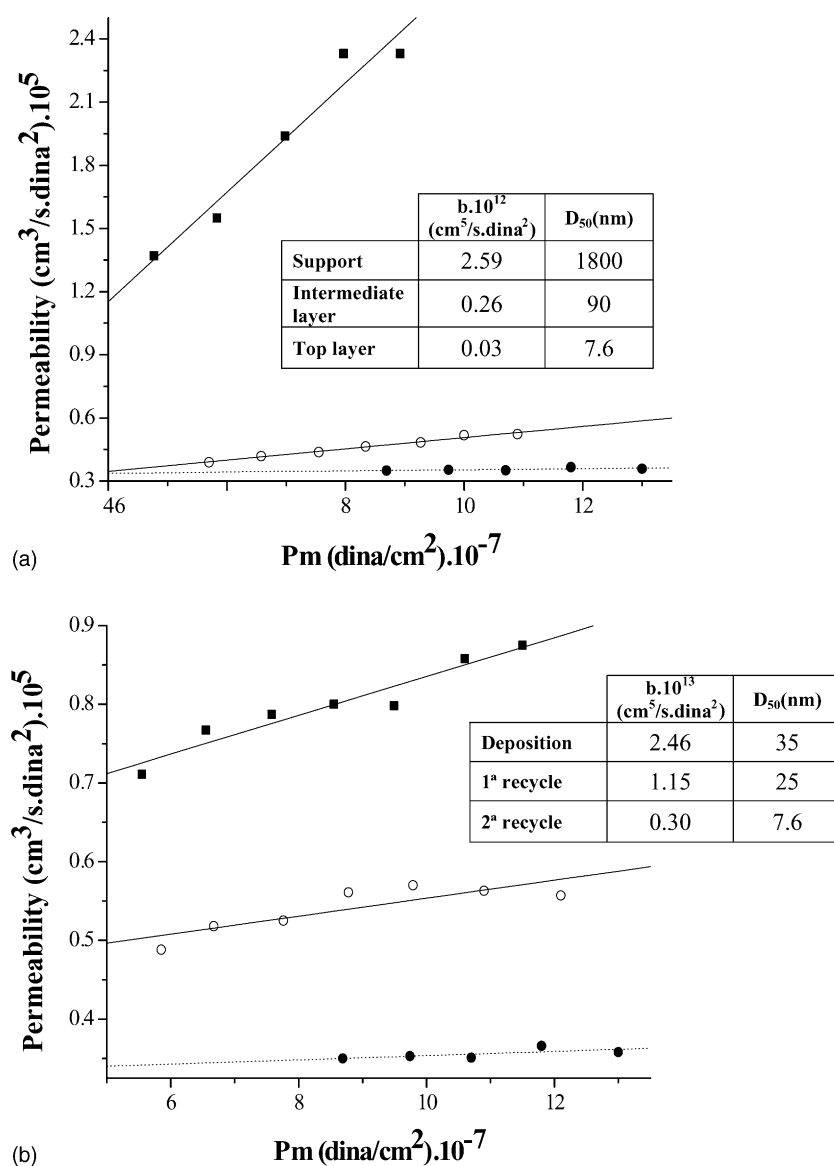 2.4
2.1
1.8
1.5
1.2
0.9
0.6
0.3
Permeability (cm³/s.dina²).10⁵
b.10¹² D₅₀(nm)
(cm⁵/s.dina²)
Support 2.59 1800
Intermediate layer 0.26 90
Top layer 0.03 7.6
46 8 10 12
Pm (dina/cm²).10⁻⁷
(a)
0.9
0.8
0.7
0.6
0.5
0.4
Permeability (cm³/s.dina²).10⁵
b.10¹³ D₅₀(nm)
(cm⁵/s.dina²)
Deposition 2.46 35
1ª recycle 1.15 25
2ª recycle 0.30 7.6
6 8 10 12
Pm (dina/cm²).10⁻⁷
(b)